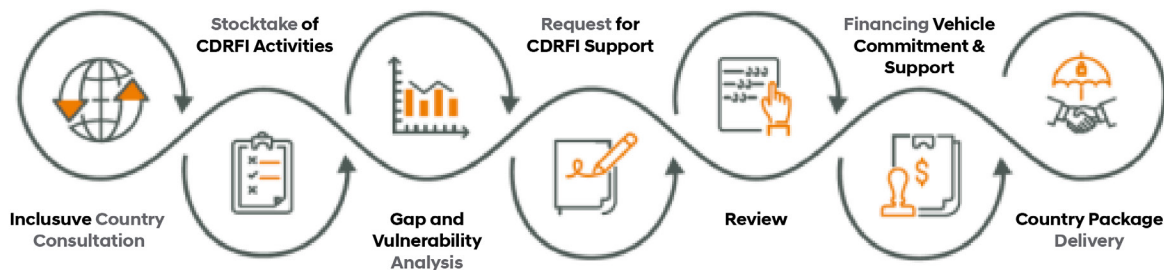 Inclusuve Country
Consultation
Stocktake of
CDRFI Activities
Gap and
Vulnerability
Analysis
Request for
CDRFI Support
Review
Financing Vehicle
Commitment &
Support
$
Country Package
Delivery